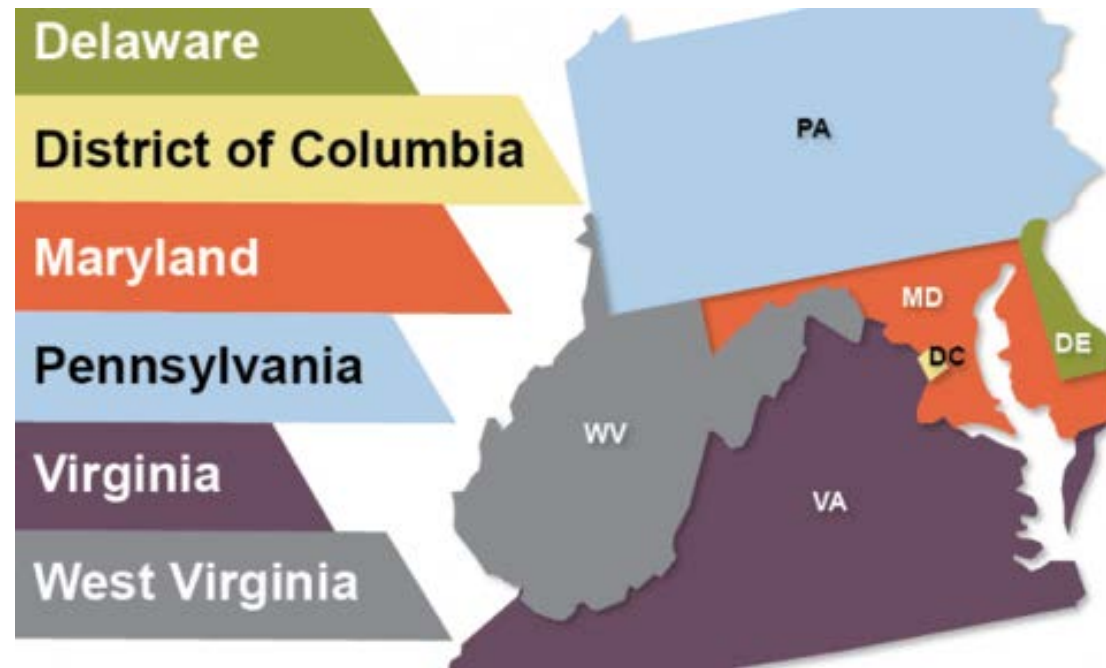 Delaware
District of Columbia
Maryland
Pennsylvania
Virginia
West Virginia
PA
MD
DC
DE
WV
VA